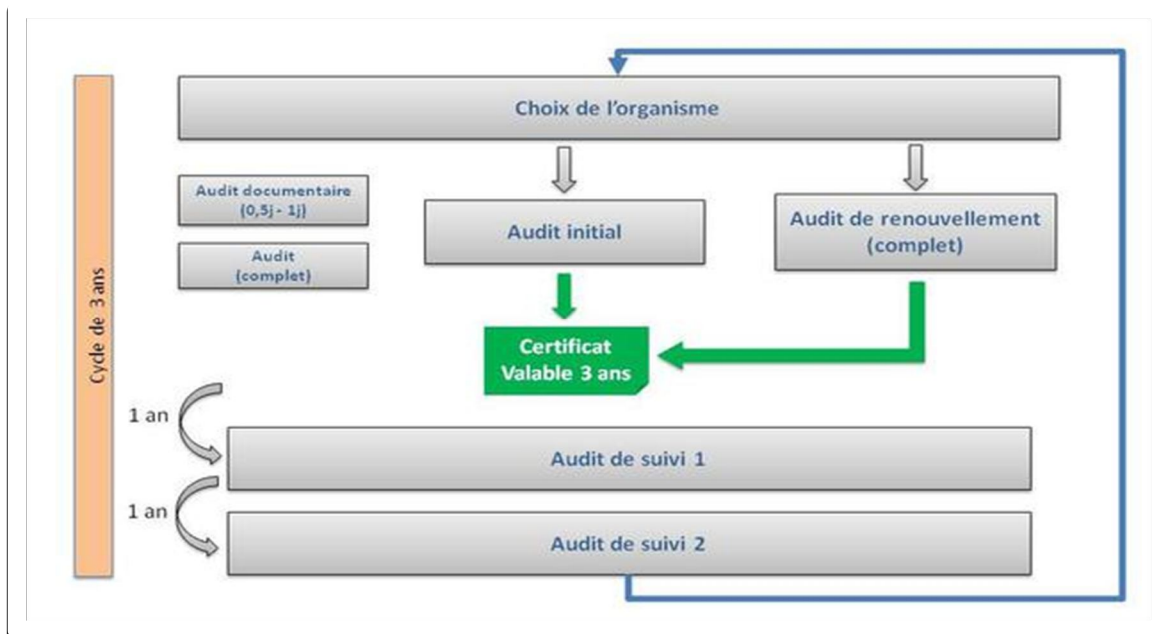 Choix de l'organisme
Audit documentaire
(0,5j - 1j)
Audit
(complet)
Audit initial
Audit de renouvellement
(complet)
Certificat
Valable 3 ans
Cycle de 3 ans
1 an
Audit de suivi 1
1 an
Audit de suivi 2